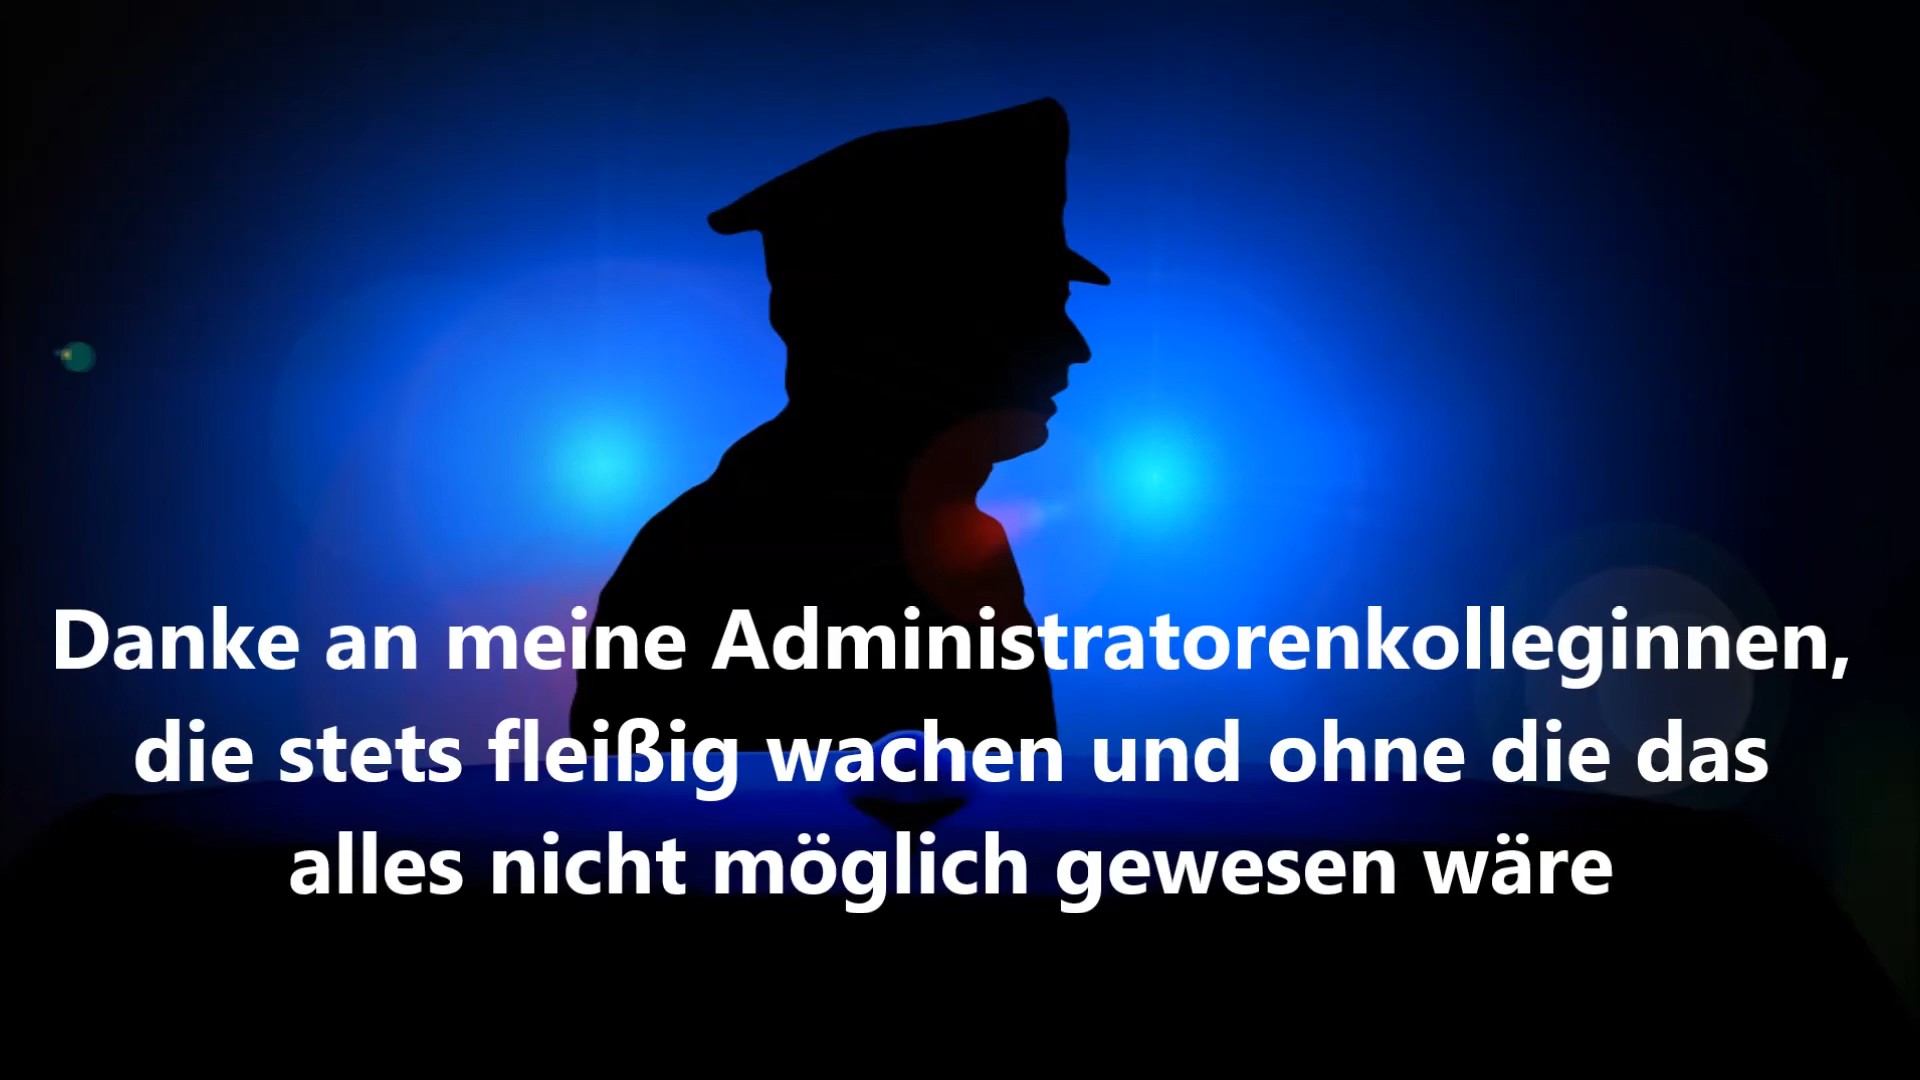 Danke an meine Administratorenkolleginnen,
die stets fleißig wachen und ohne die das
alles nicht möglich gewesen wäre